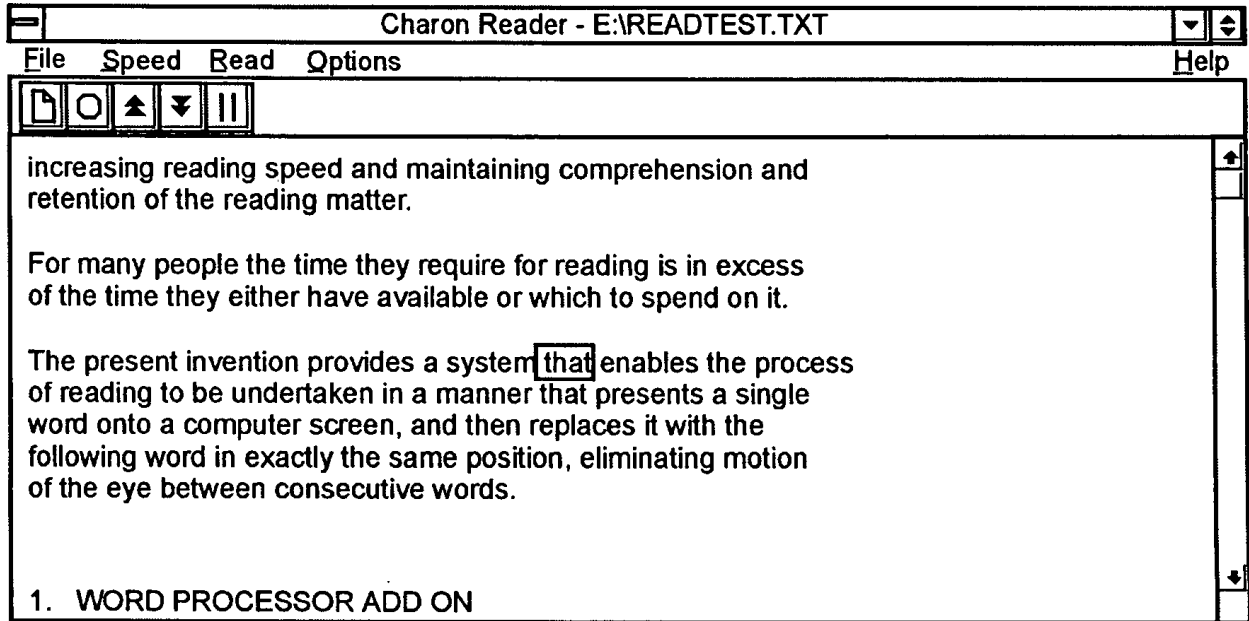 Charon Reader - E:\READTEST.TXT
File Speed Read Options Help
increasing reading speed and maintaining comprehension and
retention of the reading matter.
For many people the time they require for reading is in excess
of the time they either have available or which to spend on it.
The present invention provides a system that enables the process
of reading to be undertaken in a manner that presents a single
word onto a computer screen, and then replaces it with the
following word in exactly the same position, eliminating motion
of the eye between consecutive words.
1. WORD PROCESSOR ADD ON